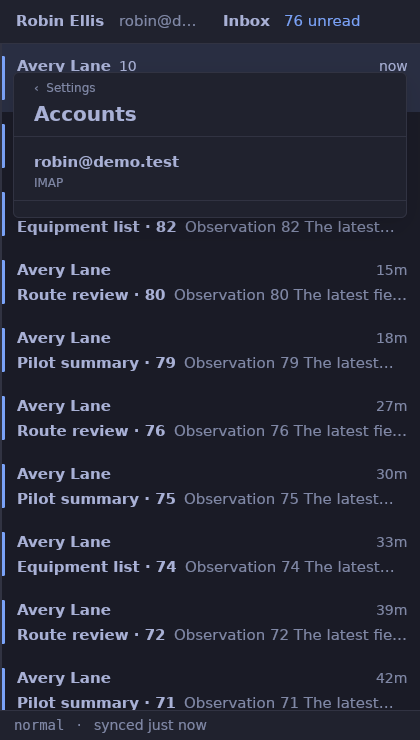 Robin Ellis robin@d… Inbox 76 unread
Avery Lane 10 now
‹ Settings
Accounts
robin@demo.test
IMAP
Equipment list · 82 Observation 82 The latest…
Avery Lane 15m
Route review · 80 Observation 80 The latest fie…
Avery Lane 18m
Pilot summary · 79 Observation 79 The latest…
Avery Lane 27m
Route review · 76 Observation 76 The latest fie…
Avery Lane 30m
Pilot summary · 75 Observation 75 The latest…
Avery Lane 33m
Equipment list · 74 Observation 74 The latest…
Avery Lane 39m
Route review · 72 Observation 72 The latest fie…
Avery Lane 42m
Pilot summary · 71 Observation 71 The latest…
normal · synced just now